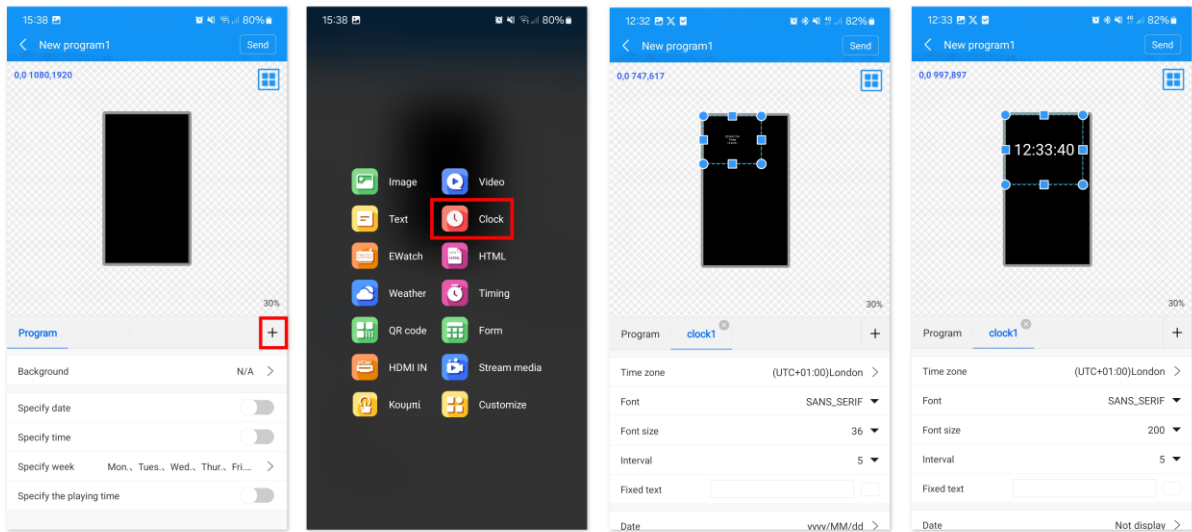 15:38 80%
New program1 Send
0,0 1080,1920
30%
Program +
Background N/A >
Specify date
Specify time
Specify week Mon.、Tues.、Wed.、Thur.、Fri.... >
Specify the playing time
15:38 80%
Image Video
Text Clock
EWatch HTML
Weather Timing
QR code Form
HDMI IN Stream media
Κουμπί Customize
12:32 82%
New program1 Send
0,0 747,617
30%
Program clock1 +
Time zone (UTC+01:00)London >
Font SANS_SERIF
Font size 36
Interval 5
Fixed text
Date yyyy/MM/dd >
12:33 82%
New program1 Send
0,0 997,897
12:33:40
30%
Program clock1 +
Time zone (UTC+01:00)London >
Font SANS_SERIF
Font size 200
Interval 5
Fixed text
Date Not display >